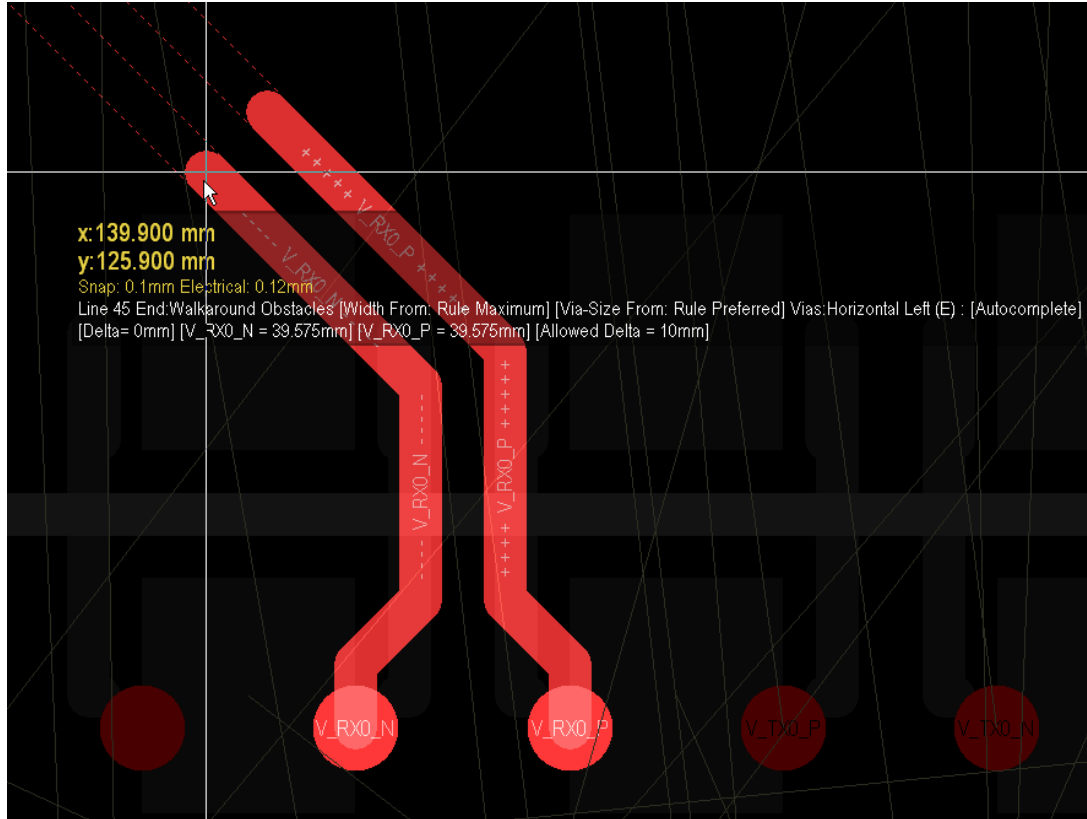 + + + + + V_RX0_P + + + +
- - - - - V_RX0_N
x:139.900 mm
y:125.900 mm
Snap: 0.1mm Electrical: 0.12mm
Line 45 End:Walkaround Obstacles [Width From: Rule Maximum] [Via-Size From: Rule Preferred] Vias:Horizontal Left (E) : [Autocomplete]
[Delta= 0mm] [V_RX0_N = 39.575mm] [V_RX0_P = 39.575mm] [Allowed Delta = 10mm]
- - - - V_RX0_N - - - - -
+ + + + V_RX0_P + + + + +
V_RX0_N
V_RX0_P
V_TX0_P
V_TX0_N